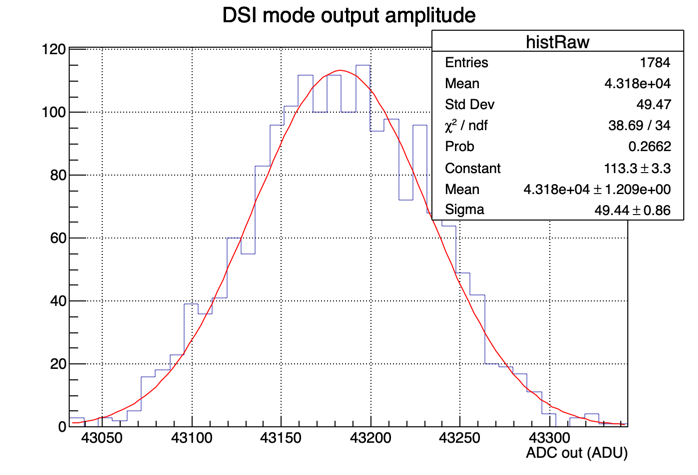 DSI mode output amplitude
histRaw
Entries 1784
Mean 4.318e+04
Std Dev 49.47
χ² / ndf 38.69 / 34
Prob 0.2662
Constant 113.3 ± 3.3
Mean 4.318e+04 ± 1.209e+00
Sigma 49.44 ± 0.86
120
100
80
60
40
20
0
43050 43100 43150 43200 43250 43300
ADC out (ADU)